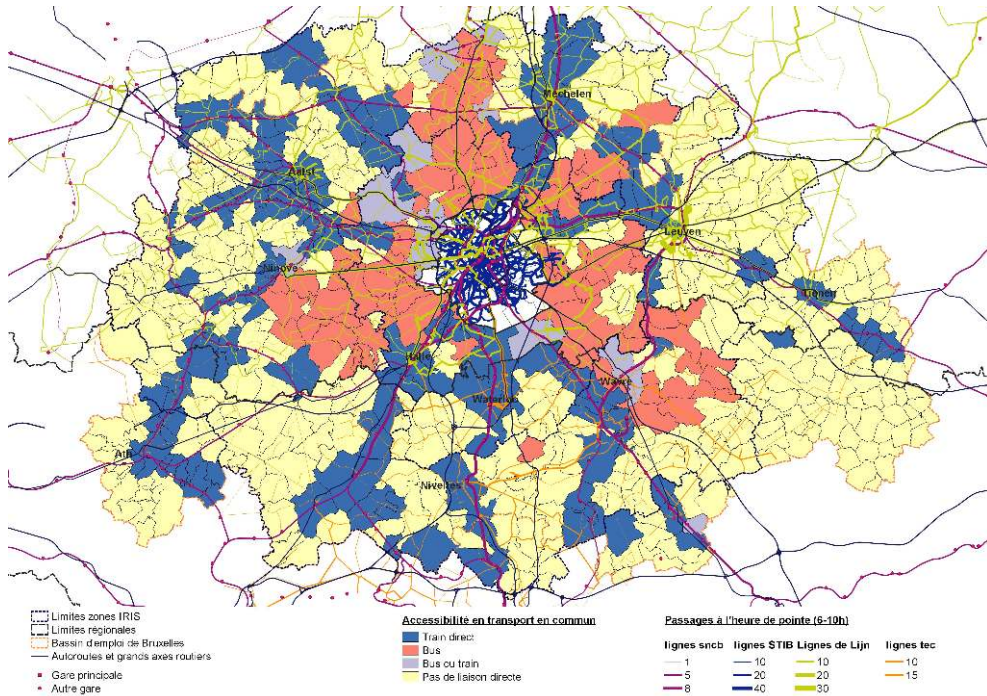 Mechelen
Aalst
Leuven
Ninove
Tienen
Halle
Wavre
Waterloo
Ath
Nivelles
Limites zones IRIS
Limites régionales
Bassin d'emploi de Bruxelles
Autoroutes et grands axes routiers
Gare principale
Autre gare
Accessibilité en transport en commun
Train direct
Bus
Bus ou train
Pas de liaison directe
Passages à l'heure de pointe (6-10h)
lignes sncb lignes STIB Lignes de Lijn lignes tec
1 10 10 10
5 20 20 15
8 40 30